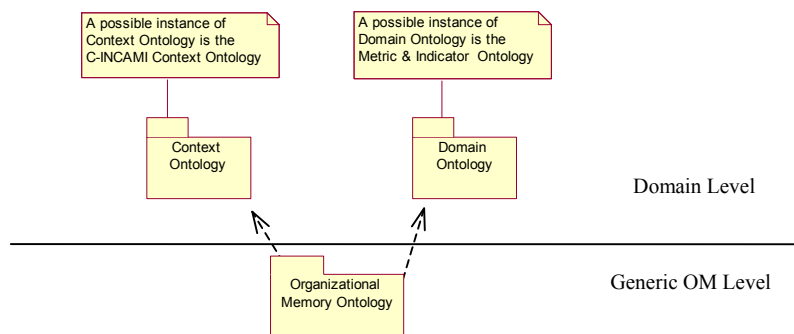 A possible instance of
Context Ontology is the
C-INCAMI Context Ontology
A possible instance of
Domain Ontology is the
Metric & Indicator Ontology
Context
Ontology
Domain
Ontology
Domain Level
Organizational
Memory Ontology
Generic OM Level